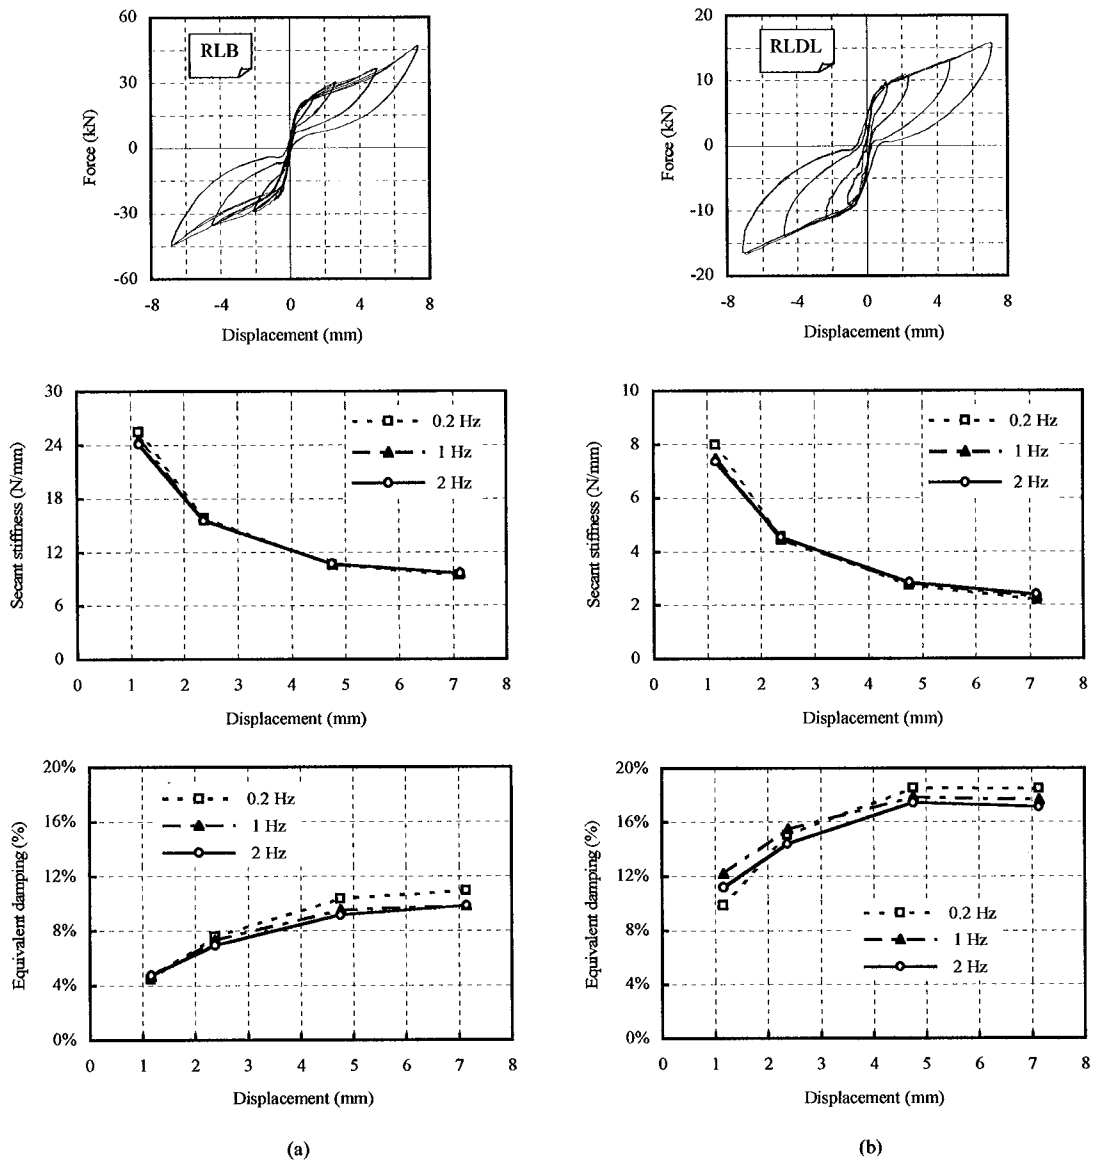 RLB
Force (kN)
60
30
0
-30
-60
-8 -4 0 4 8
Displacement (mm)
RLDL
Force (kN)
20
10
0
-10
-20
-8 -4 0 4 8
Displacement (mm)
Secant stiffness (N/mm)
30
24
18
12
6
0
0.2 Hz
1 Hz
2 Hz
0 1 2 3 4 5 6 7 8
Displacement (mm)
Secant stiffness (N/mm)
10
8
6
4
2
0
0.2 Hz
1 Hz
2 Hz
0 1 2 3 4 5 6 7 8
Displacement (mm)
Equivalent damping (%)
20%
16%
12%
8%
4%
0%
0.2 Hz
1 Hz
2 Hz
0 1 2 3 4 5 6 7 8
Displacement (mm)
(a)
Equivalent damping (%)
20%
16%
12%
8%
4%
0%
0.2 Hz
1 Hz
2 Hz
0 1 2 3 4 5 6 7 8
Displacement (mm)
(b)